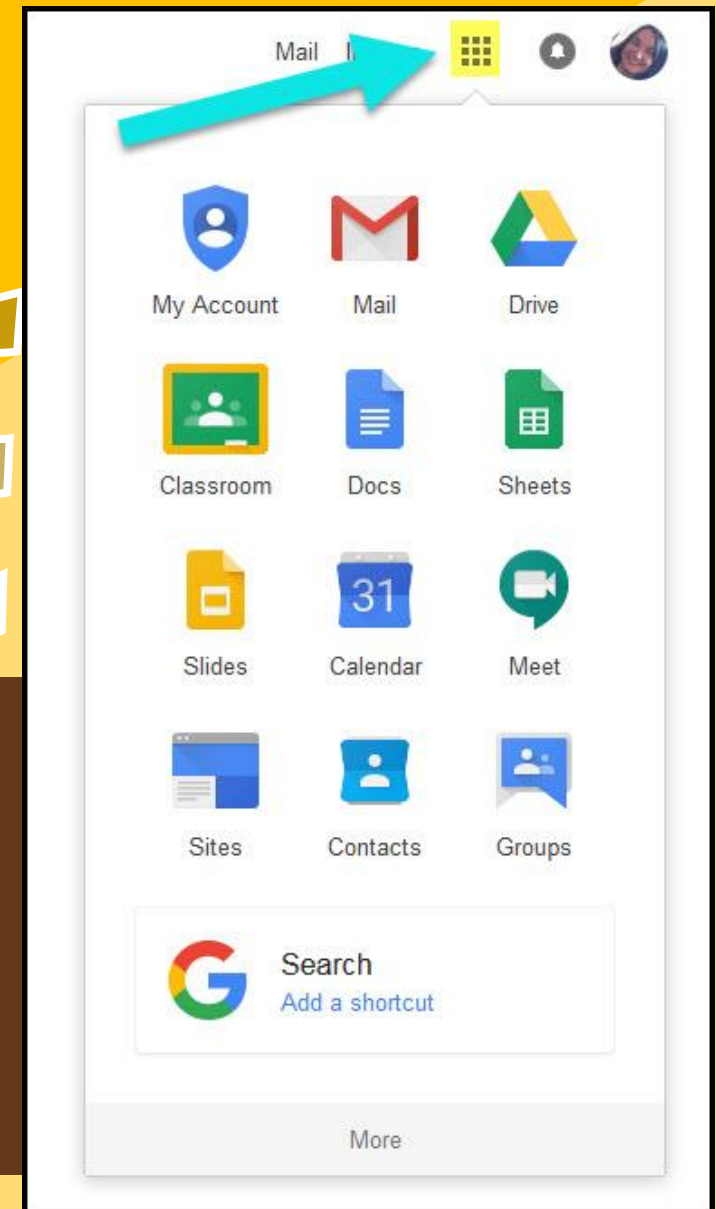 Mail
My Account Mail Drive
Classroom Docs Sheets
Slides 31 Calendar Meet
Sites Contacts Groups
G Search
Add a shortcut
More